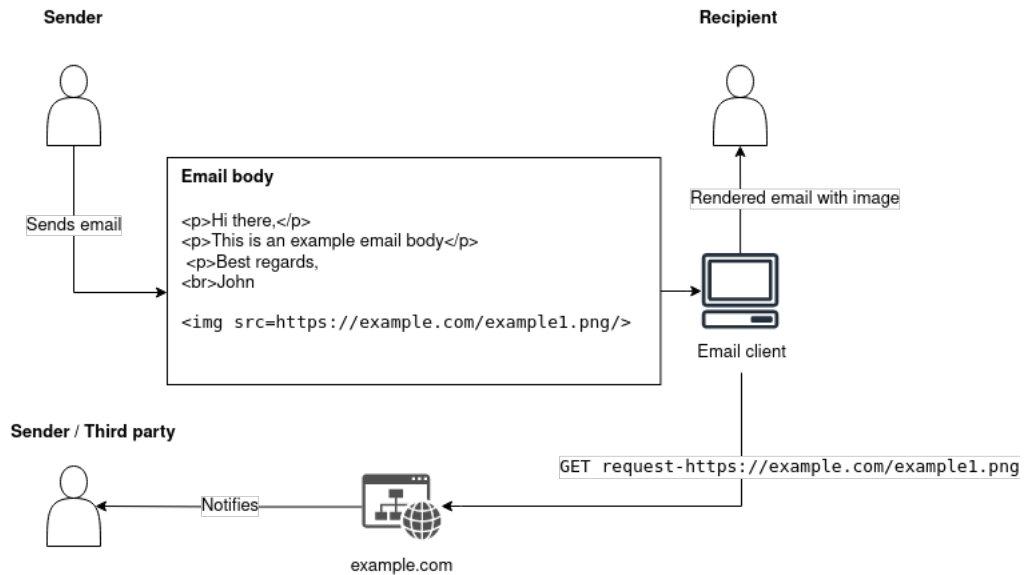 Sender
Recipient
Email body
Rendered email with image
Sends email
<p>Hi there,</p>
<p>This is an example email body</p>
<p>Best regards,
<br>John
<img src=https://example.com/example1.png/>
Email client
Sender / Third party
GET request-https://example.com/example1.png
Notifies
example.com